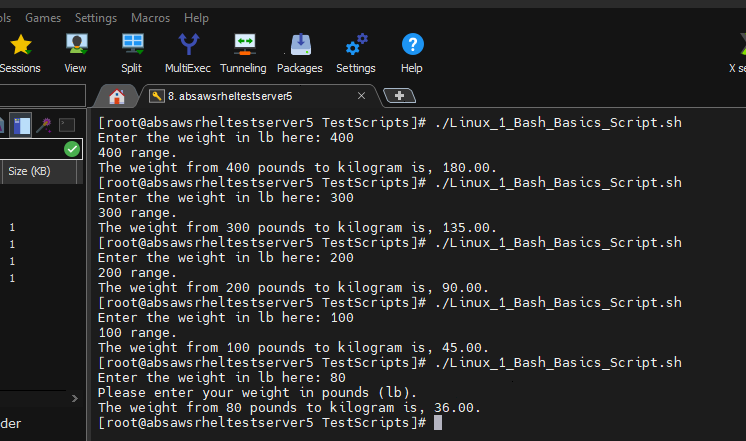 ols Games Settings Macros Help
Sessions View Split MultiExec Tunneling Packages Settings Help X se
8. absawsrheltestserver5
Size (KB)
1
1
1
1
der
[root@absawsrheltestserver5 TestScripts]# ./Linux_1_Bash_Basics_Script.sh
Enter the weight in lb here: 400
400 range.
The weight from 400 pounds to kilogram is, 180.00.
[root@absawsrheltestserver5 TestScripts]# ./Linux_1_Bash_Basics_Script.sh
Enter the weight in lb here: 300
300 range.
The weight from 300 pounds to kilogram is, 135.00.
[root@absawsrheltestserver5 TestScripts]# ./Linux_1_Bash_Basics_Script.sh
Enter the weight in lb here: 200
200 range.
The weight from 200 pounds to kilogram is, 90.00.
[root@absawsrheltestserver5 TestScripts]# ./Linux_1_Bash_Basics_Script.sh
Enter the weight in lb here: 100
100 range.
The weight from 100 pounds to kilogram is, 45.00.
[root@absawsrheltestserver5 TestScripts]# ./Linux_1_Bash_Basics_Script.sh
Enter the weight in lb here: 80
Please enter your weight in pounds (lb).
The weight from 80 pounds to kilogram is, 36.00.
[root@absawsrheltestserver5 TestScripts]#